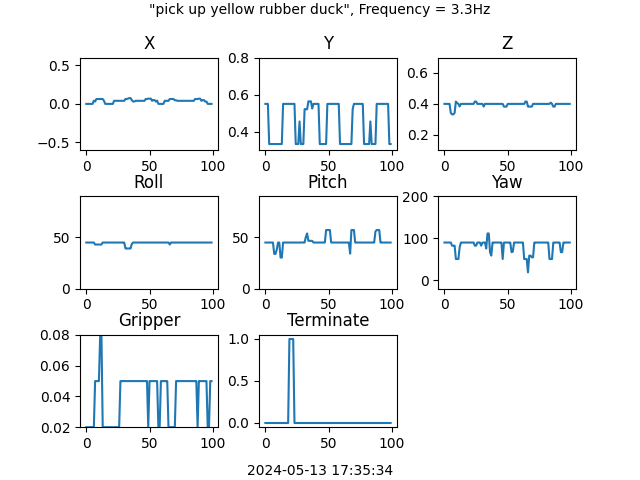 "pick up yellow rubber duck", Frequency = 3.3Hz
X
Y
Z
0.5
0.0
−0.5
0 50 100
0.8
0.6
0.4
0 50 100
0.6
0.4
0.2
0 50 100
Roll
Pitch
Yaw
50
0
0 50 100
50
0
0 50 100
200
100
0
0 50 100
Gripper
Terminate
0.08
0.06
0.04
0.02
0 50 100
1.0
0.5
0.0
0 50 100
2024-05-13 17:35:34